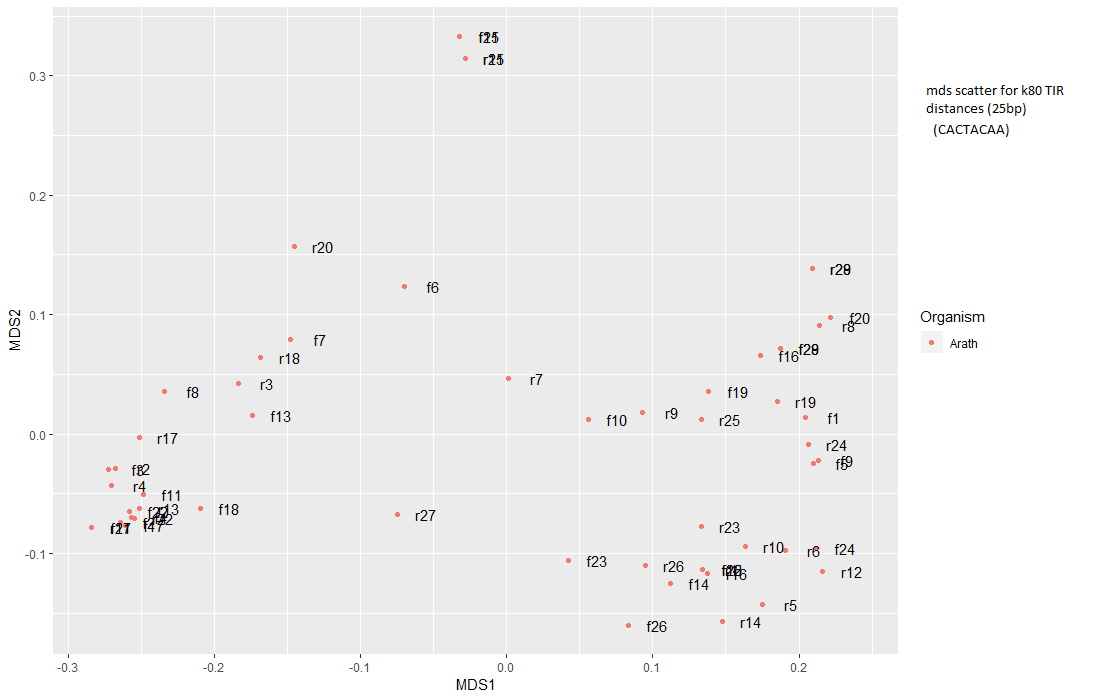 0.3
0.2
0.1
0.0
-0.1
MDS2
r20
f6
f7
r18
r3
f8
f13
r17
r4
f11
r13
f18
r27
r7
f10
r9
r25
f19
r19
f16
f20
r8
f1
r24
f9
f5
r23
r10
r6
f24
r12
f23
r26
f14
r5
r14
f26
-0.3
-0.2
-0.1
0.0
0.1
0.2
MDS1
mds scatter for k80 TIR
distances (25bp)
(CACTACAA)
Organism
Arath